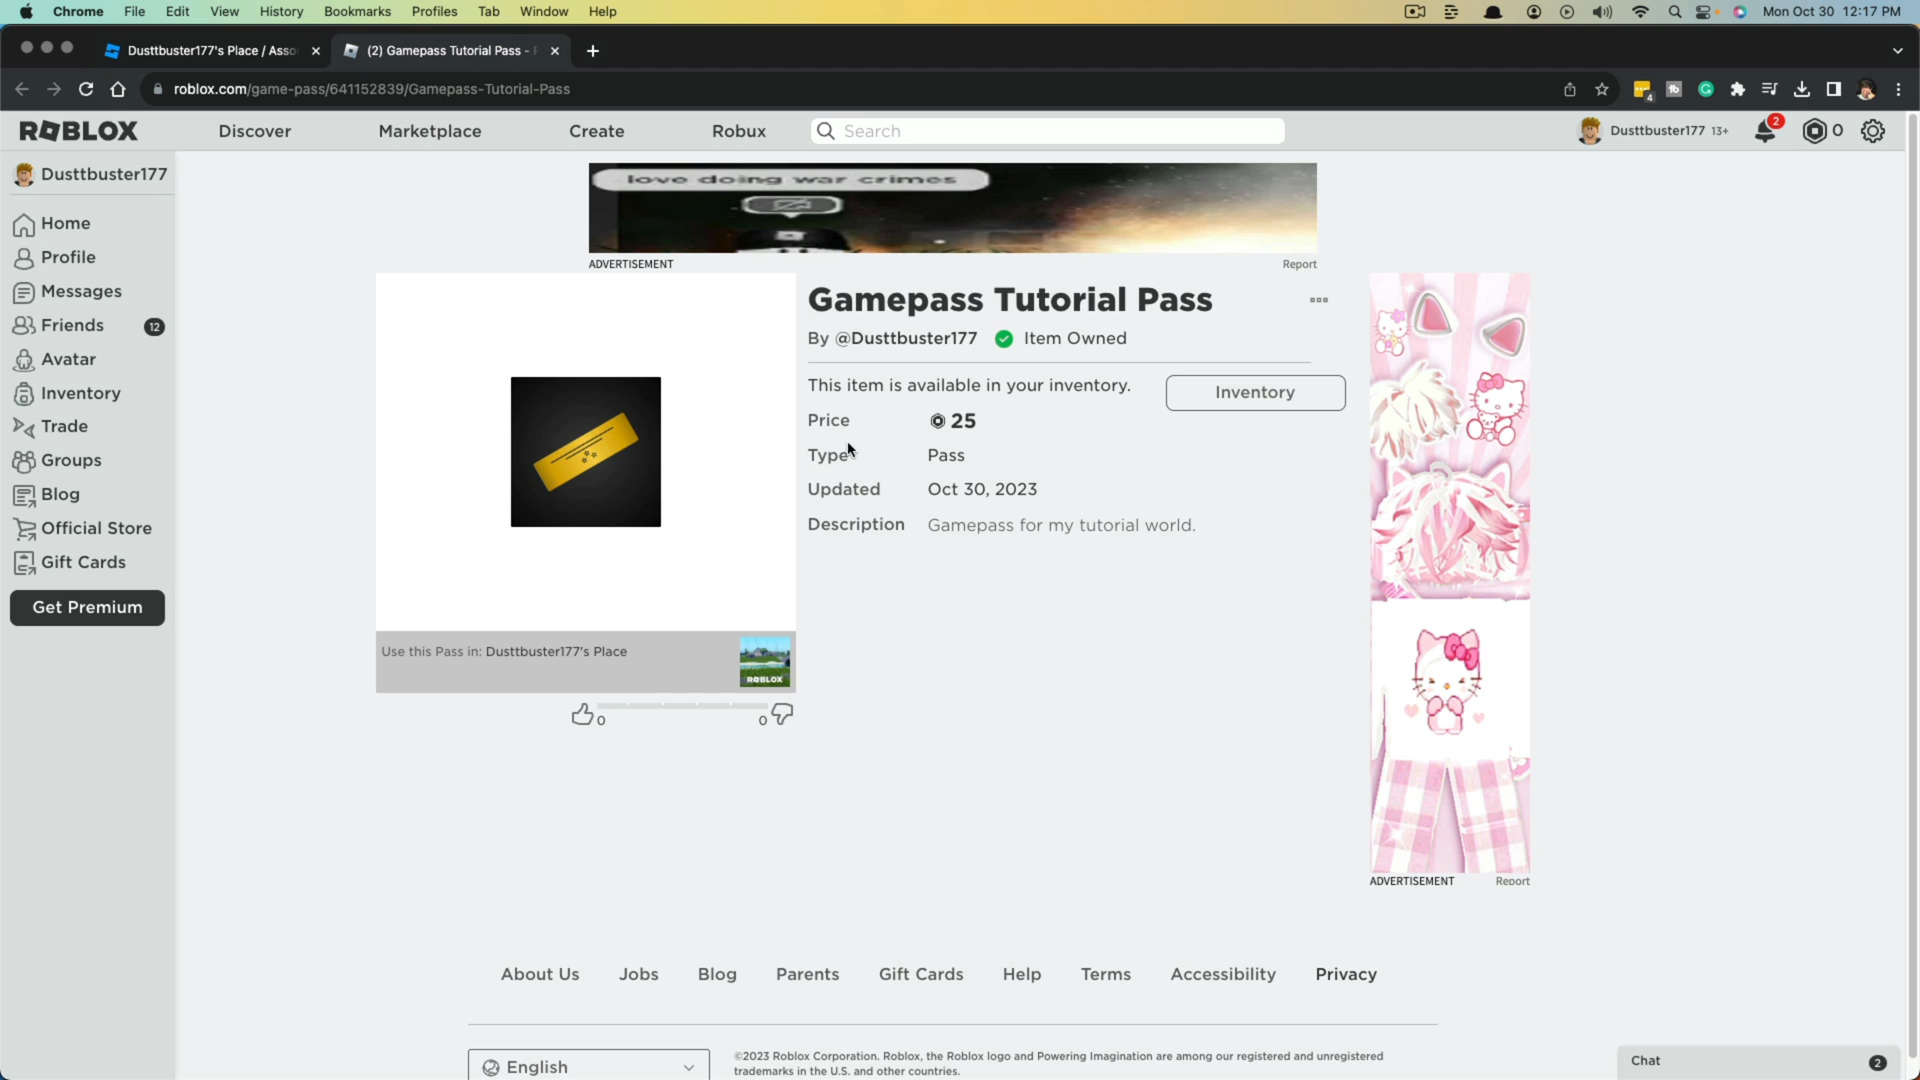 Chrome File Edit View History Bookmarks Profiles Tab Window Help Mon Oct 30 12:17 PM
Dusttbuster177's Place / Asso (2) Gamepass Tutorial Pass -
roblox.com/game-pass/641152839/Gamepass-Tutorial-Pass 4
ROBLOX Discover Marketplace Create Robux Search Dusttbuster177 13+ 2 0
Dusttbuster177
Home
Profile
Messages
Friends 12
Avatar
Inventory
Trade
Groups
Blog
Official Store
Gift Cards
Get Premium
love doing war crimes
ADVERTISEMENT Report
Gamepass Tutorial Pass
By @Dusttbuster177 Item Owned
This item is available in your inventory. Inventory
Price 25
Type Pass
Updated Oct 30, 2023
Description Gamepass for my tutorial world.
Use this Pass in: Dusttbuster177's Place
ROBLOX
0 0
ADVERTISEMENT Report
About Us Jobs Blog Parents Gift Cards Help Terms Accessibility Privacy
English
©2023 Roblox Corporation. Roblox, the Roblox logo and Powering Imagination are among our registered and unregistered
trademarks in the U.S. and other countries.
Chat 2